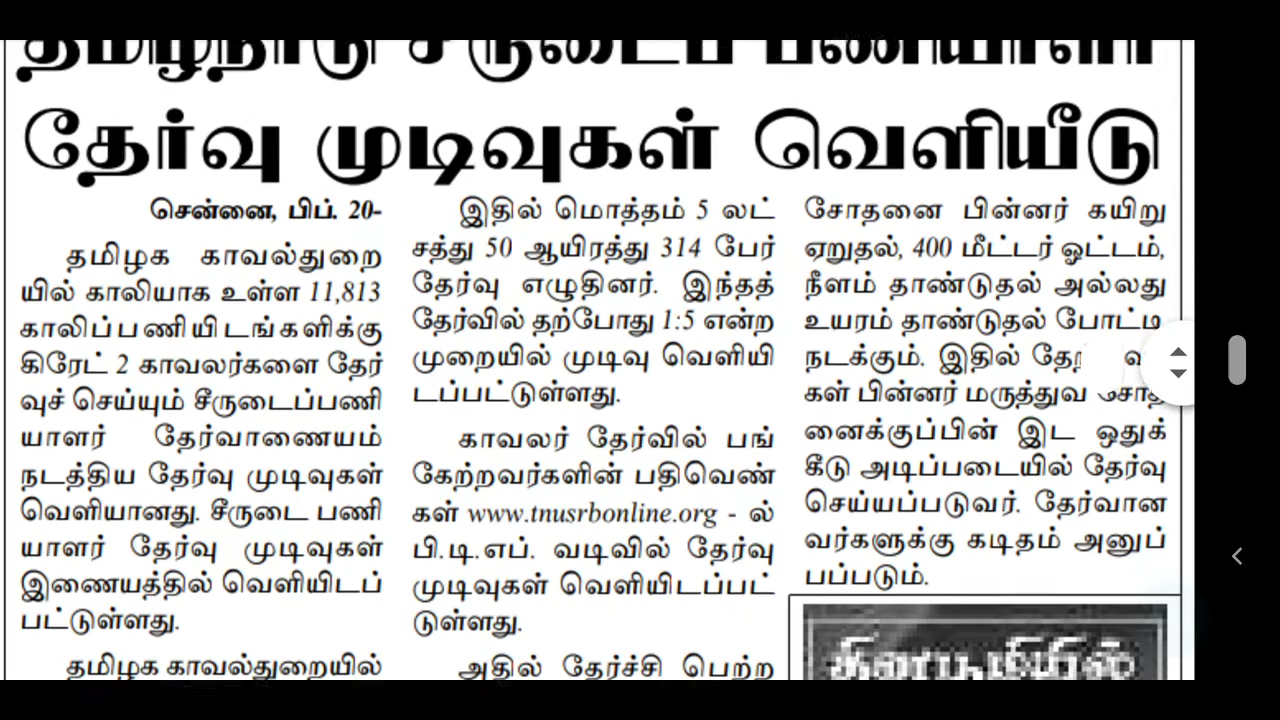 தமிழ்நாடு சீருடைப் பணியாளர்
தேர்வு முடிவுகள் வெளியீடு
சென்னை, பிப். 20-
தமிழக காவல்துறை
யில் காலியாக உள்ள 11,813
காலிப்பணியிடங்களிக்கு
கிரேட் 2 காவலர்களை தேர்
வுச் செய்யும் சீருடைப்பணி
யாளர் தேர்வாணையம்
நடத்திய தேர்வு முடிவுகள்
வெளியானது. சீருடை பணி
யாளர் தேர்வு முடிவுகள்
இணையத்தில் வெளியிடப்
பட்டுள்ளது.
தமிழக காவல்துறையில்
இதில் மொத்தம் 5 லட்
சத்து 50 ஆயிரத்து 314 பேர்
தேர்வு எழுதினர். இந்தத்
தேர்வில் தற்போது 1:5 என்ற
முறையில் முடிவு வெளியி
டப்பட்டுள்ளது.
காவலர் தேர்வில் பங்
கேற்றவர்களின் பதிவெண்
கள் www.tnusrbonline.org - ல்
பி.டி.எப். வடிவில் தேர்வு
முடிவுகள் வெளியிடப்பட்
டுள்ளது.
அதில் தேர்ச்சி பெற்ற
சோதனை பின்னர் கயிறு
ஏறுதல், 400 மீட்டர் ஓட்டம்,
நீளம் தாண்டுதல் அல்லது
உயரம் தாண்டுதல் போட்டி
நடக்கும். இதில்
கள் பின்னர் மருத்துவ சோத
னைக்குப்பின் இட ஒதுக்
கீடு அடிப்படையில் தேர்வு
செய்யப்படுவர். தேர்வான
வர்களுக்கு கடிதம் அனுப்
பப்படும்.
தினபூமியில்